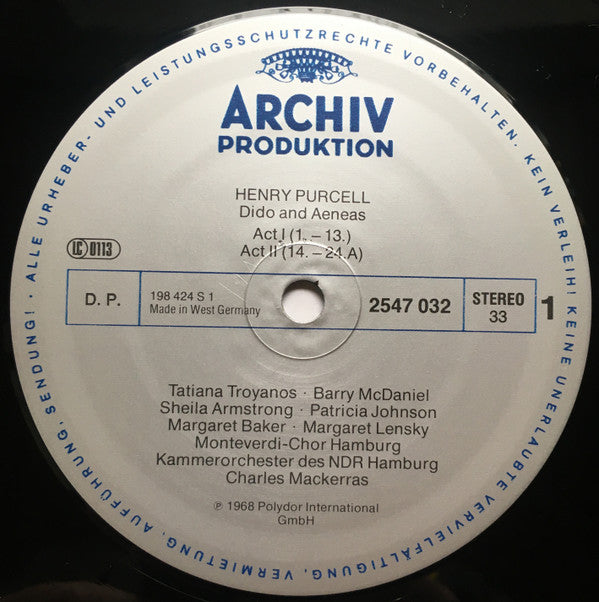 ALLE URHEBER- UND LEISTUNGSSCHUTZRECHTE VORBEHALTEN. KEIN VERLEIH! KEINE UNERLAUBTE VERVIELFÄLTIGUNG, VERMIETUNG, AUFFÜHRUNG, SENDUNG! ·
ARCHIV
PRODUKTION
HENRY PURCELL
Dido and Aeneas
Act I (1. – 13.)
Act II (14. – 24.A)
LC 0113
D. P.
198 424 S 1
Made in West Germany
2547 032
STEREO
33
1
Tatiana Troyanos · Barry McDaniel
Sheila Armstrong · Patricia Johnson
Margaret Baker · Margaret Lensky
Monteverdi-Chor Hamburg
Kammerorchester des NDR Hamburg
Charles Mackerras
℗ 1968 Polydor International
GmbH